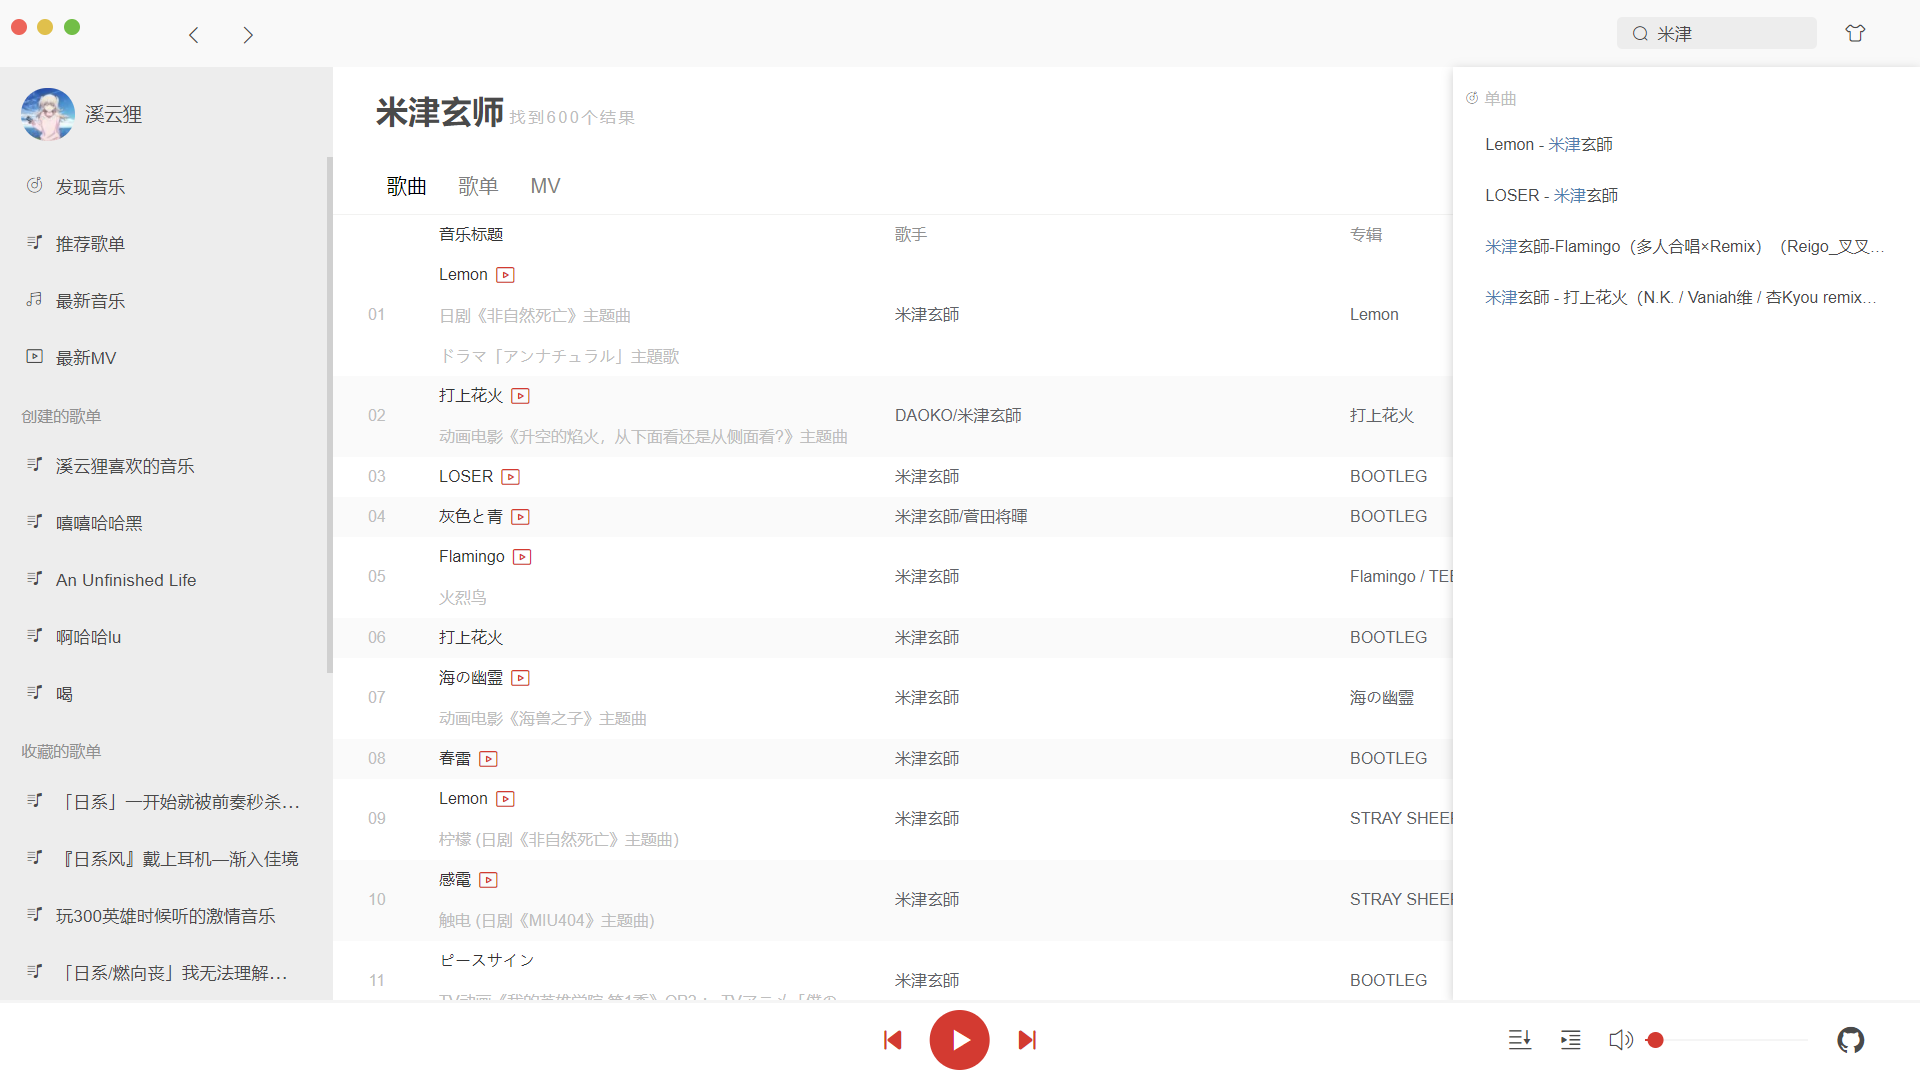 米津
溪云狸
发现音乐
推荐歌单
最新音乐
最新MV
创建的歌单
溪云狸喜欢的音乐
嘻嘻哈哈黑
An Unfinished Life
啊哈哈lu
喝
收藏的歌单
「日系」一开始就被前奏秒杀…
『日系风』戴上耳机—渐入佳境
玩300英雄时候听的激情音乐
「日系/燃向丧」我无法理解…
米津玄师 找到600个结果
歌曲 歌单 MV
音乐标题 歌手 专辑
Lemon
01 日剧《非自然死亡》主题曲 米津玄師 Lemon
ドラマ「アンナチュラル」主題歌
打上花火
02 DAOKO/米津玄師 打上花火
动画电影《升空的焰火，从下面看还是从侧面看?》主题曲
03 LOSER 米津玄師 BOOTLEG
04 灰色と青 米津玄師/菅田将暉 BOOTLEG
Flamingo
05 米津玄師 Flamingo / TEE
火烈鸟
06 打上花火 米津玄師 BOOTLEG
海の幽霊
07 米津玄師 海の幽霊
动画电影《海兽之子》主题曲
08 春雷 米津玄師 BOOTLEG
Lemon
09 米津玄師 STRAY SHEEP
柠檬 (日剧《非自然死亡》主题曲)
感電
10 米津玄師 STRAY SHEEP
触电 (日剧《MIU404》主题曲)
ピースサイン
11 米津玄師 BOOTLEG
单曲
Lemon - 米津玄師
LOSER - 米津玄師
米津玄師-Flamingo（多人合唱×Remix）（Reigo_叉叉…
米津玄師 - 打上花火（N.K. / Vaniah维 / 杏Kyou remix…